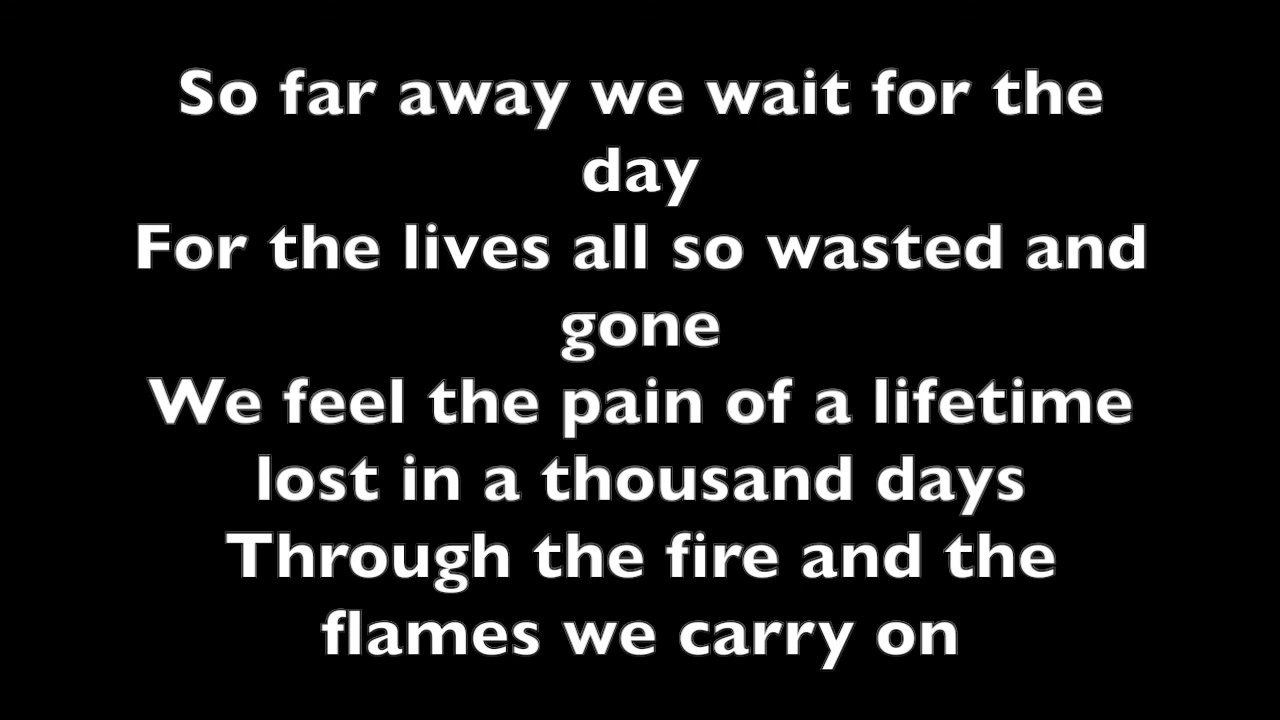 So far away we wait for the
day
For the lives all so wasted and
gone
We feel the pain of a lifetime
lost in a thousand days
Through the fire and the
flames we carry on